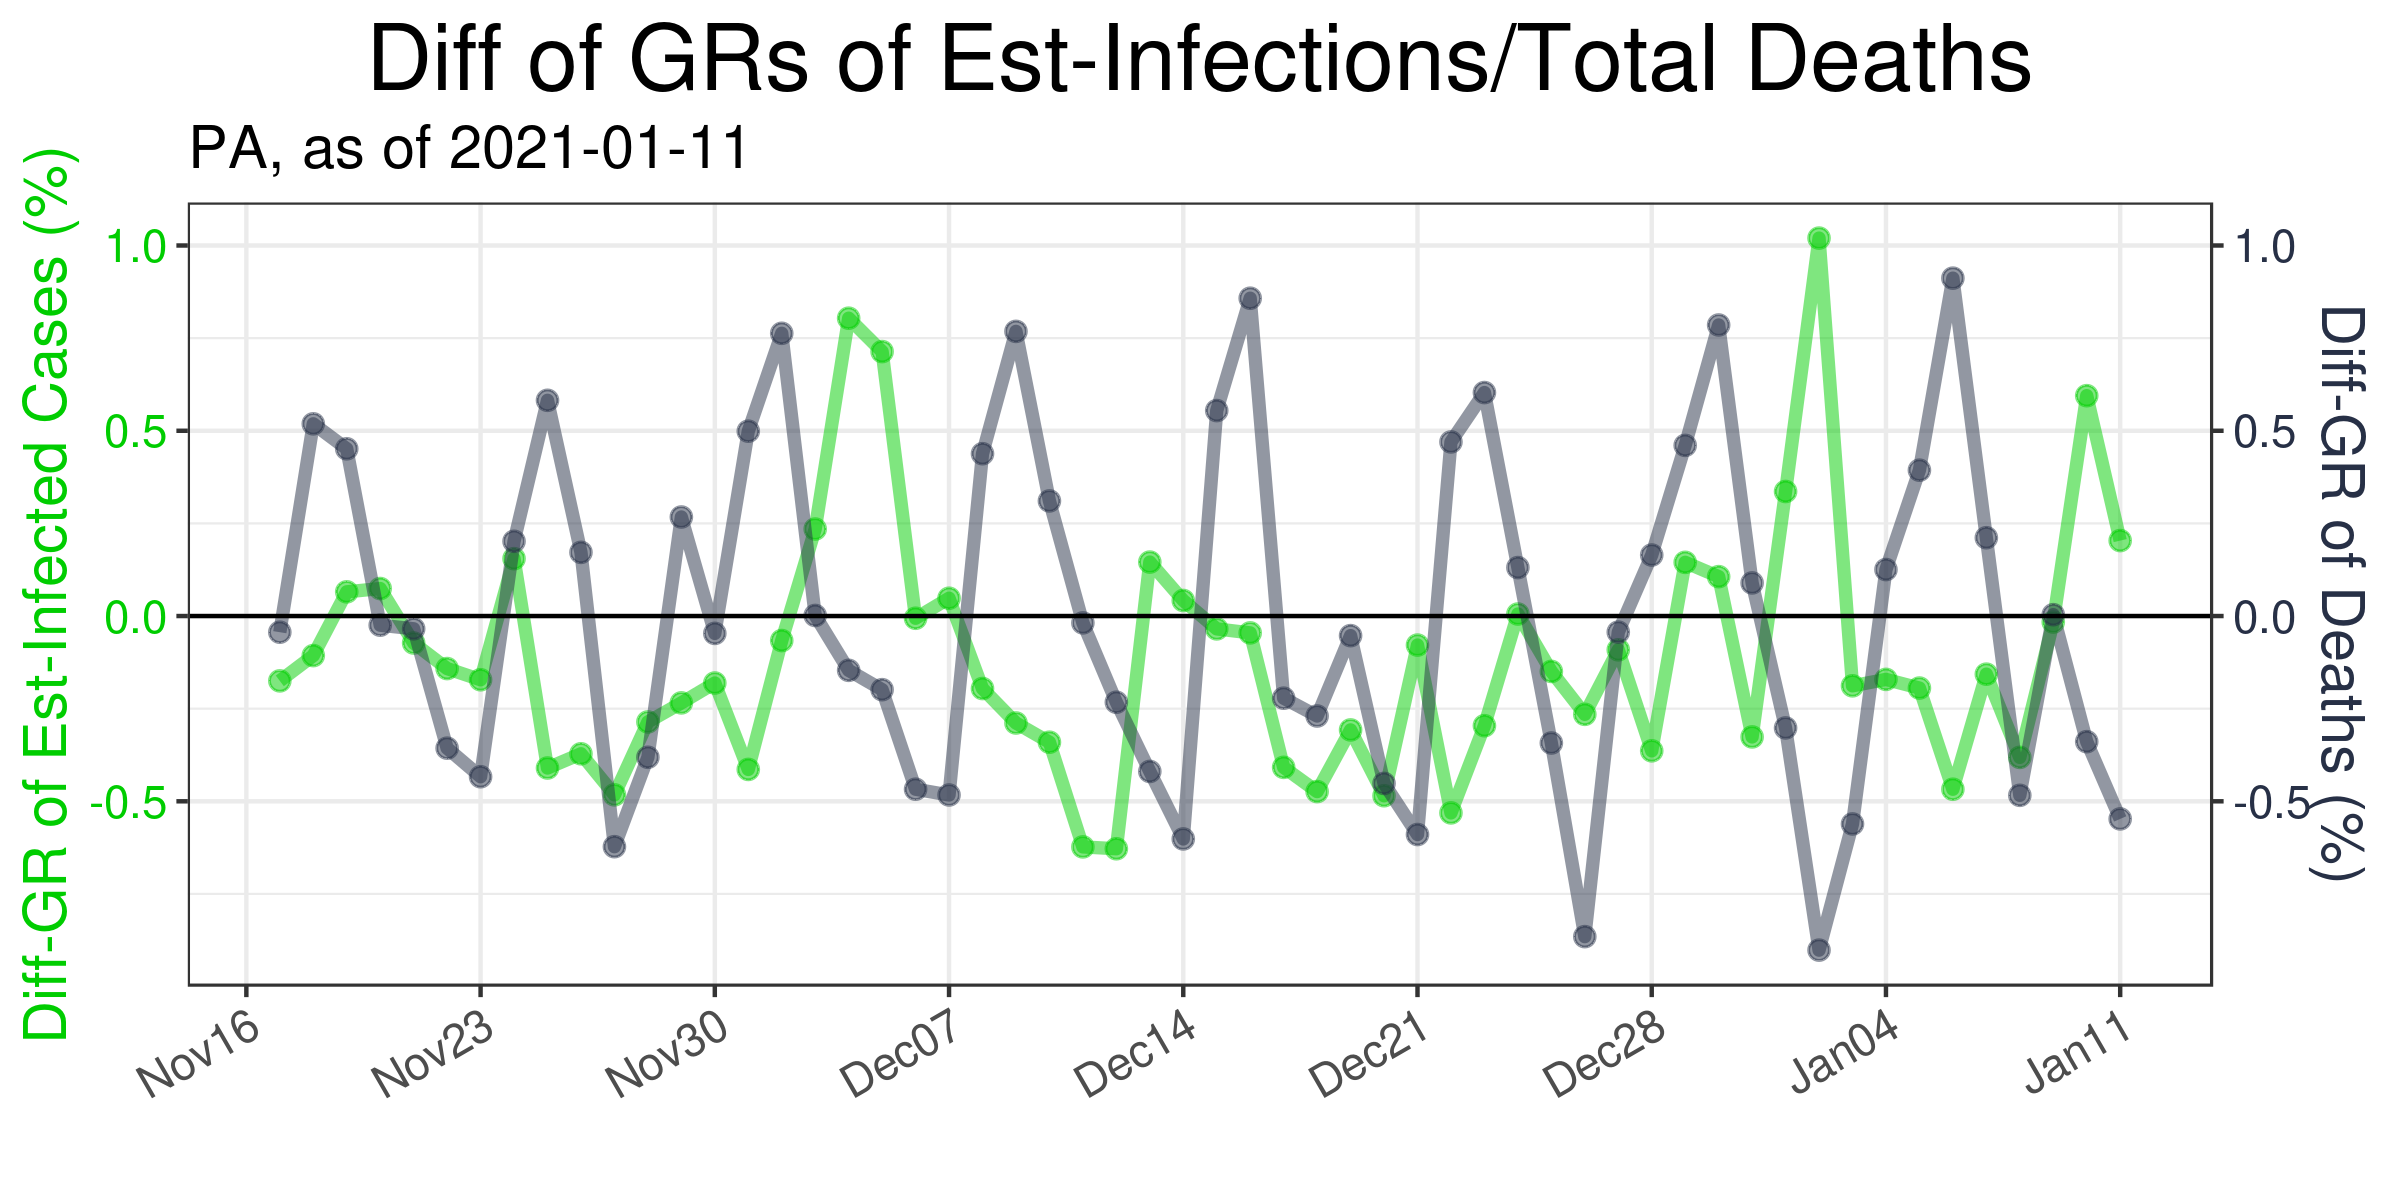 Diff of GRs of Est-Infections/Total Deaths
PA, as of 2021-01-11
Diff-GR of Est-Infected Cases (%)
1.0
0.5
0.0
-0.5
1.0
0.5
0.0
-0.5
Diff-GR of Deaths (%)
Nov16 Nov23 Nov30 Dec07 Dec14 Dec21 Dec28 Jan04 Jan11